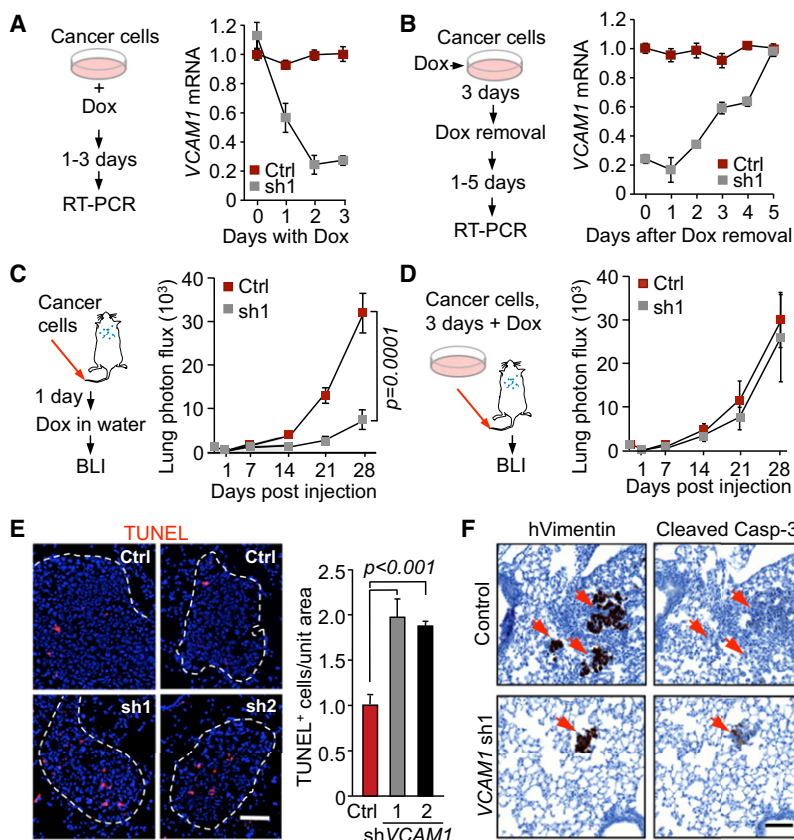 A
Cancer cells
+
Dox
1-3 days
RT-PCR
VCAM1 mRNA
1.2
1.0
0.8
0.6
0.4
0.2
0
Ctrl
sh1
0 1 2 3
Days with Dox
B
Cancer cells
Dox
3 days
Dox removal
1-5 days
RT-PCR
VCAM1 mRNA
1.2
1.0
0.8
0.6
0.4
0.2
0
Ctrl
sh1
0 1 2 3 4 5
Days after Dox removal
C
Cancer
cells
1 day
Dox in water
BLI
Lung photon flux (10³)
40
30
20
10
0
Ctrl
sh1
p=0.0001
1 7 14 21 28
Days post injection
D
Cancer cells,
3 days + Dox
BLI
Lung photon flux (10³)
40
30
20
10
0
Ctrl
sh1
1 7 14 21 28
Days post injection
E
TUNEL
Ctrl
Ctrl
sh1
sh2
TUNEL⁺ cells/unit area
p<0.001
2.5
2.0
1.5
1.0
0.5
0
Ctrl 1 2
shVCAM1
F
hVimentin
Cleaved Casp-3
Control
VCAM1 sh1